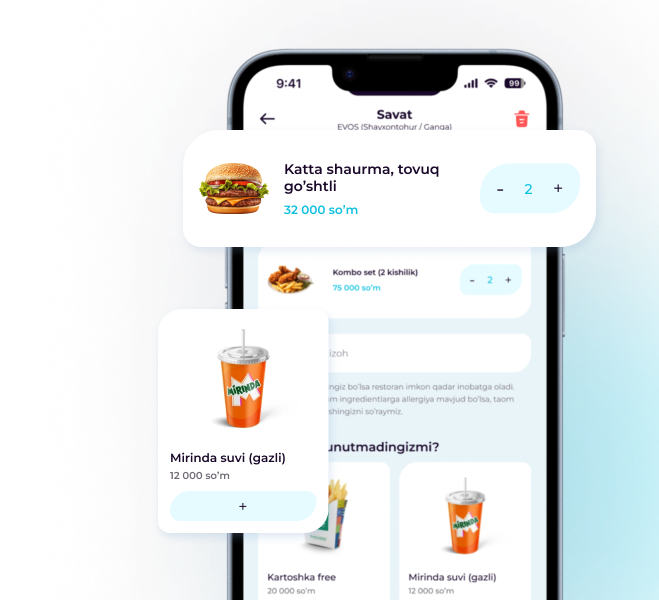 9:41
99
Savat
EVOS (Shayxontohur / Ganga)
Katta shaurma, tovuq
go‘shtli
32 000 so‘m
- 2 +
Kombo set (2 kishilik)
75 000 so‘m
- 2 +
MIRINDA
izoh
ngiz bo‘lsa restoran imkon qadar inobatga oladi.
m ingredientlarga allergiya mavjud bo‘lsa, taom
shingizni so‘raymiz.
Mirinda suvi (gazli)
12 000 so‘m
+
unutmadingizmi?
MIRINDA
Kartoshka free
20 000 so‘m
Mirinda suvi (gazli)
12 000 so‘m